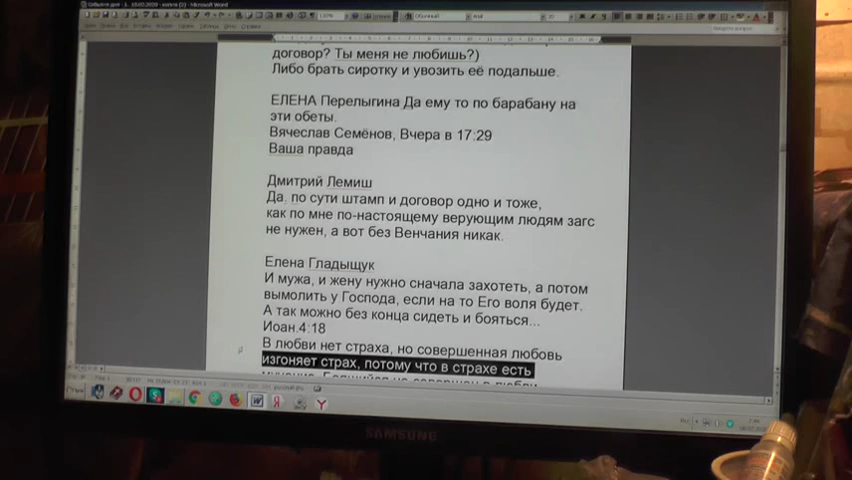 Microsoft Word
120%
Обычный
договор? Ты меня не любишь?)
Либо брать сиротку и увозить её подальше.
ЕЛЕНА Перелыгина Да ему то по барабану на
эти обеты.
Вячеслав Семёнов, Вчера в 17:29
Ваша правда
Дмитрий Лемиш
Да. по сути штамп и договор одно и тоже,
как по мне по-настоящему верующим людям загс
не нужен, а вот без Венчания никак.
Елена Гладыщук
И мужа, и жену нужно сначала захотеть, а потом
вымолить у Господа, если на то Его воля будет.
А так можно без конца сидеть и бояться...
Иоан.4:18
В любви нет страха, но совершенная любовь
изгоняет страх, потому что в страхе есть
SAMSUNG